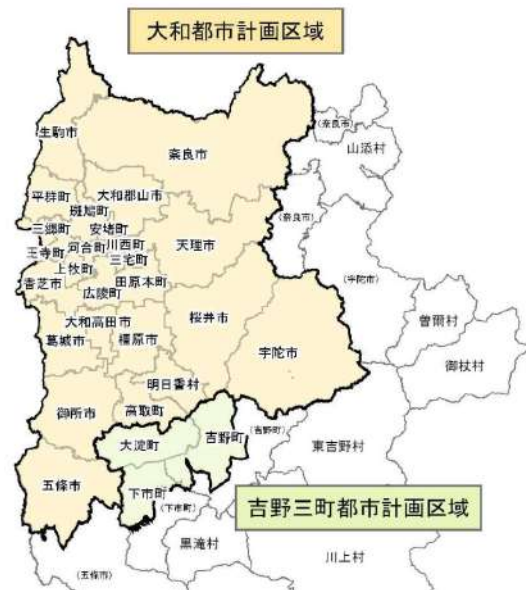 大和都市計画区域
生駒市
奈良市
(奈良市)
山添村
平群町
大和郡山市
斑鳩町
(奈良市)
三郷町
安堵町
王寺町
河合町
川西町
天理市
三宅町
上牧町
香芝市
田原本町
広陵町
(宇陀市)
曽爾村
大和高田市
桜井市
葛城市
橿原市
宇陀市
御杖村
明日香村
御所市
高取町
大淀町
吉野町
(吉野町)
東吉野村
五條市
下市町
(下市町)
吉野三町都市計画区域
黒滝村
川上村
(五條市)